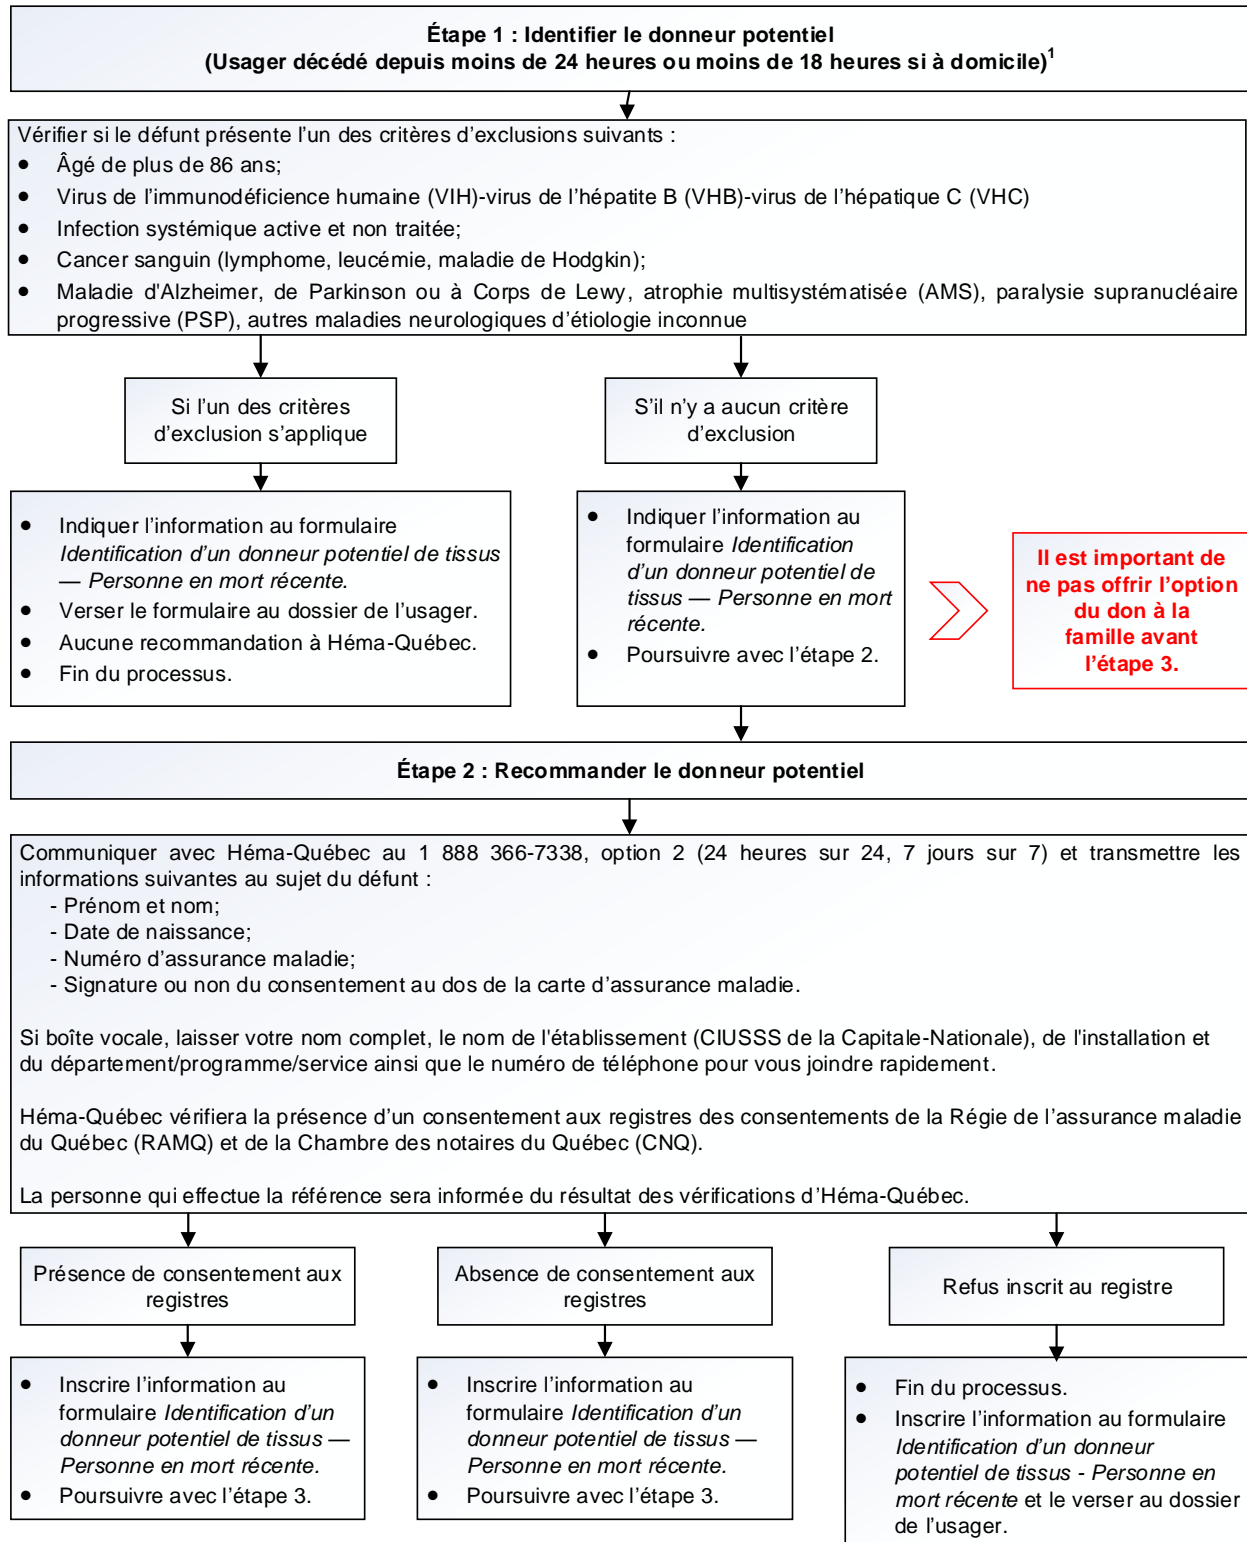 Étape 1 : Identifier le donneur potentiel
(Usager décédé depuis moins de 24 heures ou moins de 18 heures si à domicile)1
Vérifier si le défunt présente l'un des critères d'exclusions suivants :
• Âgé de plus de 86 ans;
• Virus de l'immunodéficience humaine (VIH)-virus de l'hépatite B (VHB)-virus de l'hépatique C (VHC)
• Infection systémique active et non traitée;
• Cancer sanguin (lymphome, leucémie, maladie de Hodgkin);
• Maladie d'Alzheimer, de Parkinson ou à Corps de Lewy, atrophie multisystématisée (AMS), paralysie supranucléaire
progressive (PSP), autres maladies neurologiques d'étiologie inconnue
Si l'un des critères
d'exclusion s'applique
S'il n'y a aucun critère
d'exclusion
• Indiquer l'information au formulaire
Identification d'un donneur potentiel de tissus
— Personne en mort récente.
• Verser le formulaire au dossier de l'usager.
• Aucune recommandation à Héma-Québec.
• Fin du processus.
• Indiquer l'information au
formulaire Identification
d'un donneur potentiel de
tissus — Personne en mort
récente.
• Poursuivre avec l'étape 2.
Il est important de
ne pas offrir l'option
du don à la
famille avant
l'étape 3.
Étape 2 : Recommander le donneur potentiel
Communiquer avec Héma-Québec au 1 888 366-7338, option 2 (24 heures sur 24, 7 jours sur 7) et transmettre les
informations suivantes au sujet du défunt :
- Prénom et nom;
- Date de naissance;
- Numéro d'assurance maladie;
- Signature ou non du consentement au dos de la carte d'assurance maladie.
Si boîte vocale, laisser votre nom complet, le nom de l'établissement (CIUSSS de la Capitale-Nationale), de l'installation et
du département/programme/service ainsi que le numéro de téléphone pour vous joindre rapidement.
Héma-Québec vérifiera la présence d'un consentement aux registres des consentements de la Régie de l'assurance maladie
du Québec (RAMQ) et de la Chambre des notaires du Québec (CNQ).
La personne qui effectue la référence sera informée du résultat des vérifications d'Héma-Québec.
Présence de consentement aux
registres
Absence de consentement aux
registres
Refus inscrit au registre
• Inscrire l'information au
formulaire Identification d'un
donneur potentiel de tissus —
Personne en mort récente.
• Poursuivre avec l'étape 3.
• Inscrire l'information au
formulaire Identification d'un
donneur potentiel de tissus —
Personne en mort récente.
• Poursuivre avec l'étape 3.
• Fin du processus.
• Inscrire l'information au formulaire
Identification d'un donneur
potentiel de tissus - Personne en
mort récente et le verser au dossier
de l'usager.